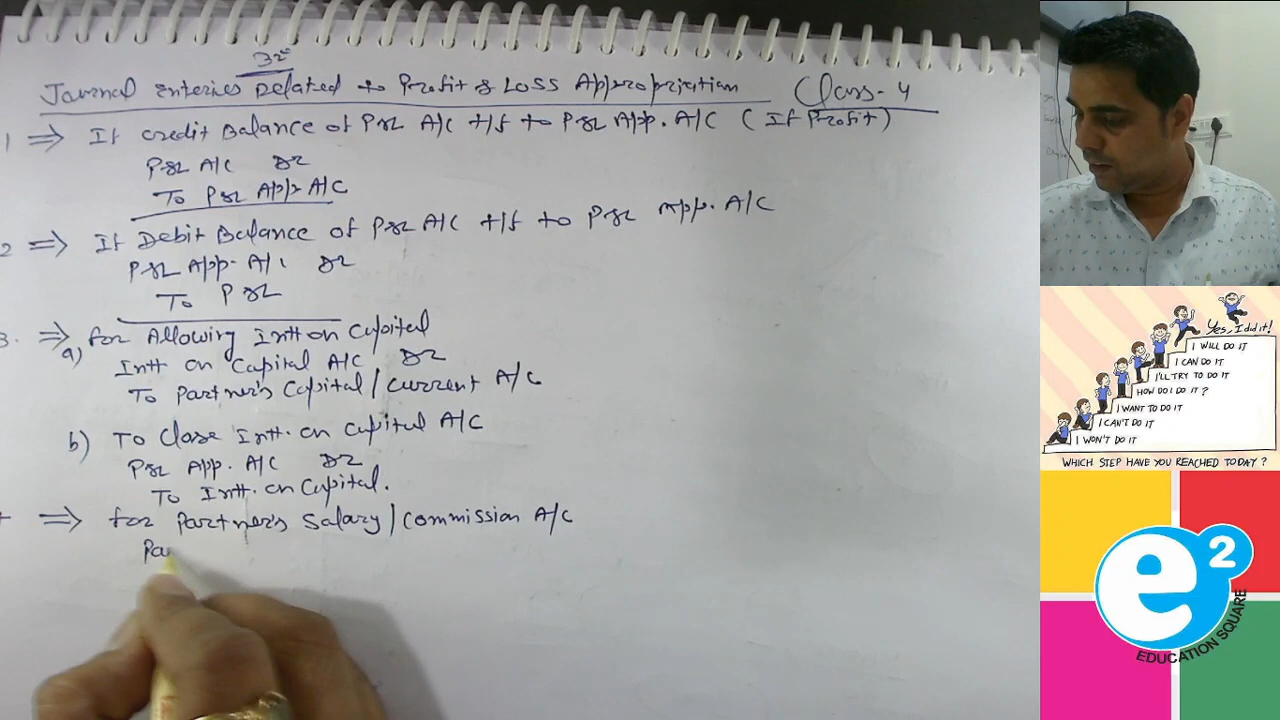 Journal Enteries Related to Profit & Loss Appropriation Class-4
1 ⇒ If credit Balance of P&L A/C t/f to P&L App. A/C (If Profit)
P&L A/C Dr
To P&L App A/C
2 ⇒ If Debit Balance of P&L A/C t/f to P&L App. A/C
P&L App. A/C Dr
To P&L
3. ⇒ a) for Allowing Intt on Capital
Intt on Capital A/C Dr
To Partner's Capital / Current A/C
b) To Close Intt. on Capital A/C
P&L App. A/C Dr
To Intt. on Capital.
⇒ for Partner's Salary / Commission A/C
Pa
Yes, I did it!
I WILL DO IT
I CAN DO IT
I'LL TRY TO DO IT
HOW DO I DO IT?
I WANT TO DO IT
I CAN'T DO IT
I WON'T DO IT
WHICH STEP HAVE YOU REACHED TODAY?
e2
EDUCATION SQUARE